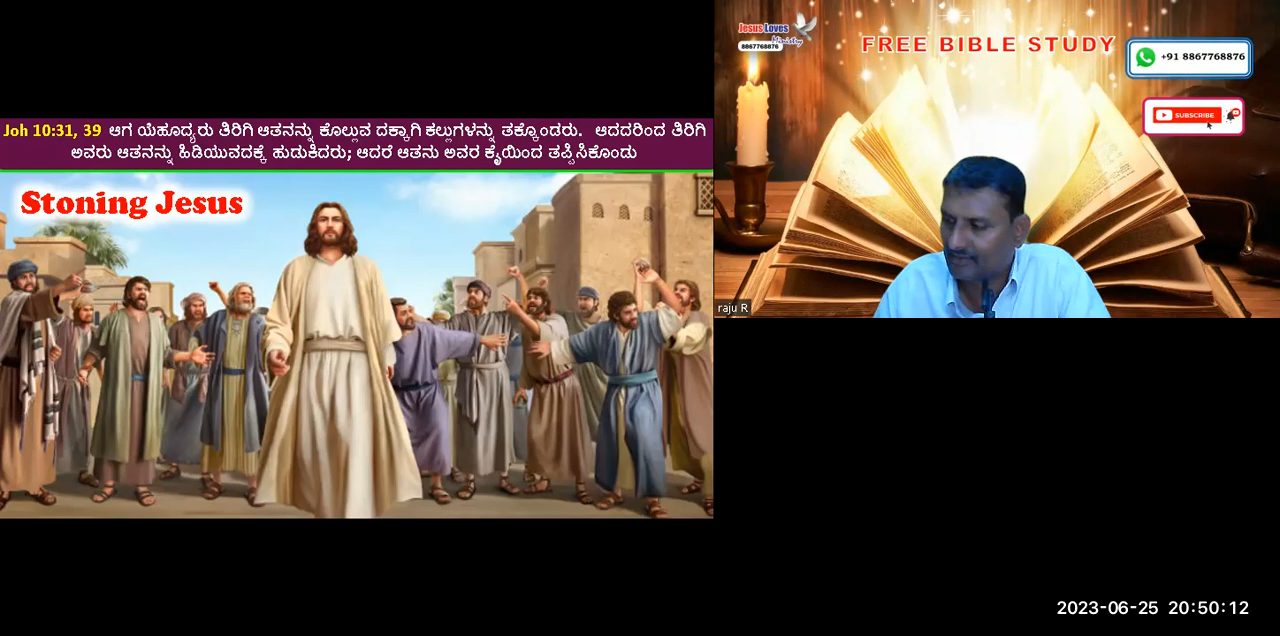 Joh 10:31, 39 ಆಗ ಯೆಹೂದ್ಯರು ತಿರಿಗಿ ಆತನನ್ನು ಕೊಲ್ಲುವ ದಕ್ಕಾಗಿ ಕಲ್ಲುಗಳನ್ನು ತಕ್ಕೊಂಡರು. ಆದದರಿಂದ ತಿರಿಗಿ
ಅವರು ಆತನನ್ನು ಹಿಡಿಯುವದಕ್ಕೆ ಹುಡುಕಿದರು; ಆದರೆ ಆತನು ಅವರ ಕೈಯಿಂದ ತಪ್ಪಿಸಿಕೊಂಡು
Stoning Jesus
Jesus Loves
Ministry
8867768876
FREE BIBLE STUDY
+91 8867768876
SUBSCRIBE
raju R
2023-06-25 20:50:12